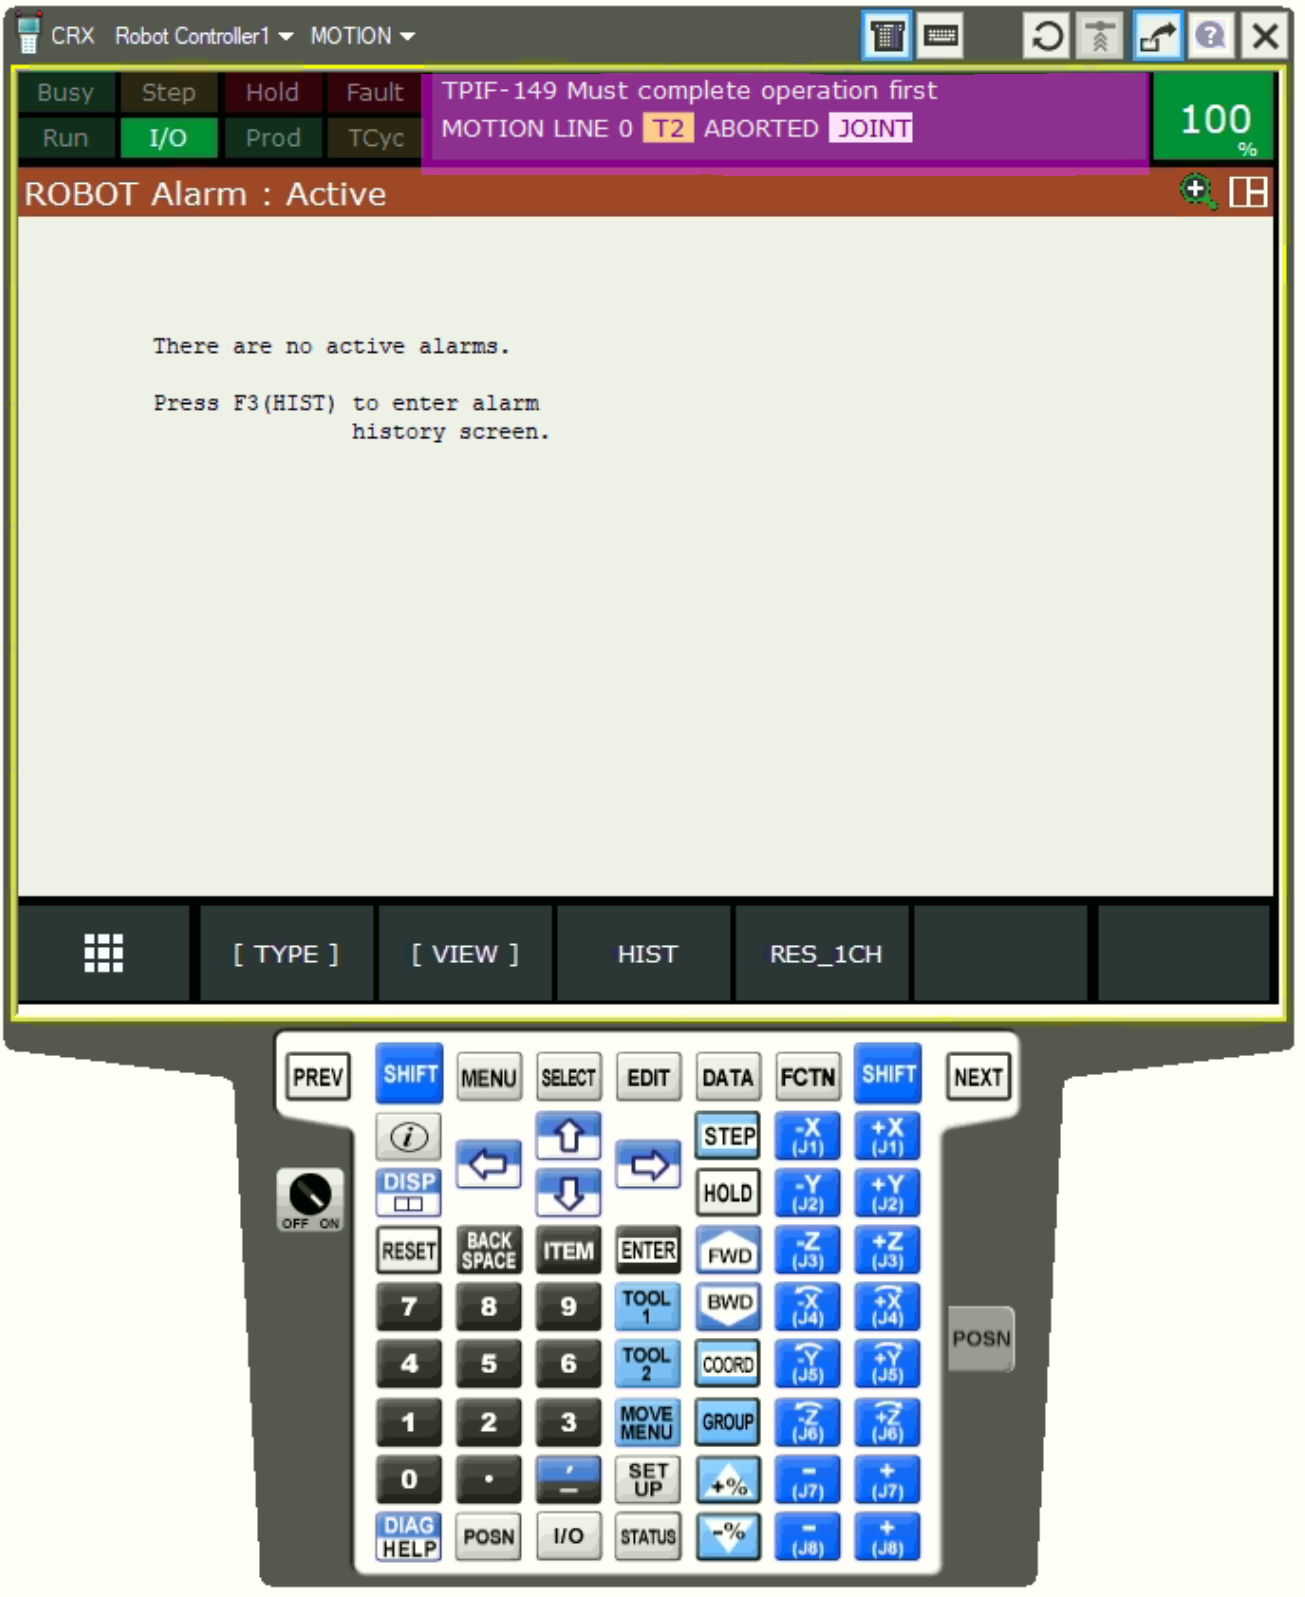 CRX Robot Controller1 MOTION
Busy Step Hold Fault
Run I/O Prod TCyc
TPIF-149 Must complete operation first
MOTION LINE 0 T2 ABORTED JOINT
100
%
ROBOT Alarm : Active
There are no active alarms.
Press F3(HIST) to enter alarm
history screen.
[ TYPE ] [ VIEW ] HIST RES_1CH
PREV SHIFT MENU SELECT EDIT DATA FCTN SHIFT NEXT
i STEP -X (J1) +X (J1)
DISP HOLD -Y (J2) +Y (J2)
OFF ON
RESET BACK SPACE ITEM ENTER FWD -Z (J3) +Z (J3)
7 8 9 TOOL 1 BWD -X (J4) +X (J4)
POSN
4 5 6 TOOL 2 COORD -Y (J5) +Y (J5)
1 2 3 MOVE MENU GROUP -Z (J6) +Z (J6)
0 . , - SET UP +% - (J7) + (J7)
DIAG HELP POSN I/O STATUS -% - (J8) + (J8)